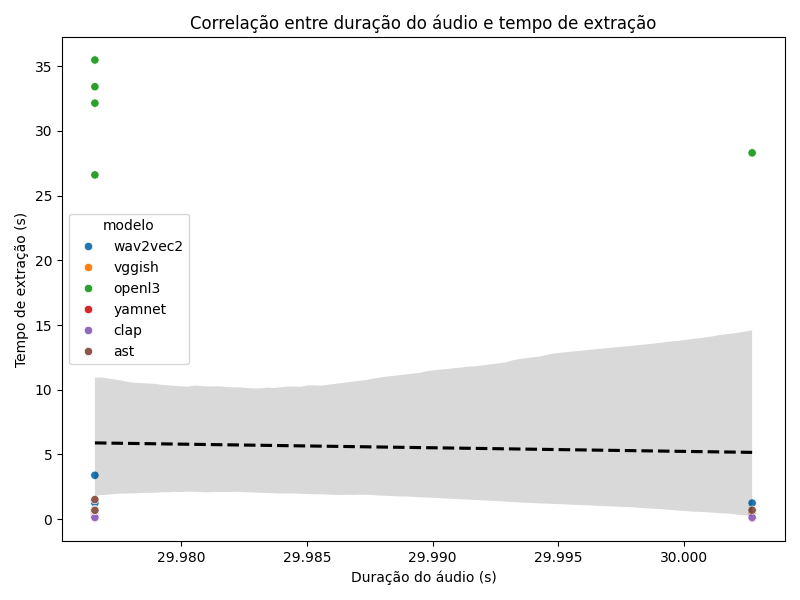 Correlação entre duração do áudio e tempo de extração
Tempo de extração (s)
35
30
25
20
15
10
5
0
modelo
wav2vec2
vggish
openl3
yamnet
clap
ast
29.980
29.985
29.990
29.995
30.000
Duração do áudio (s)